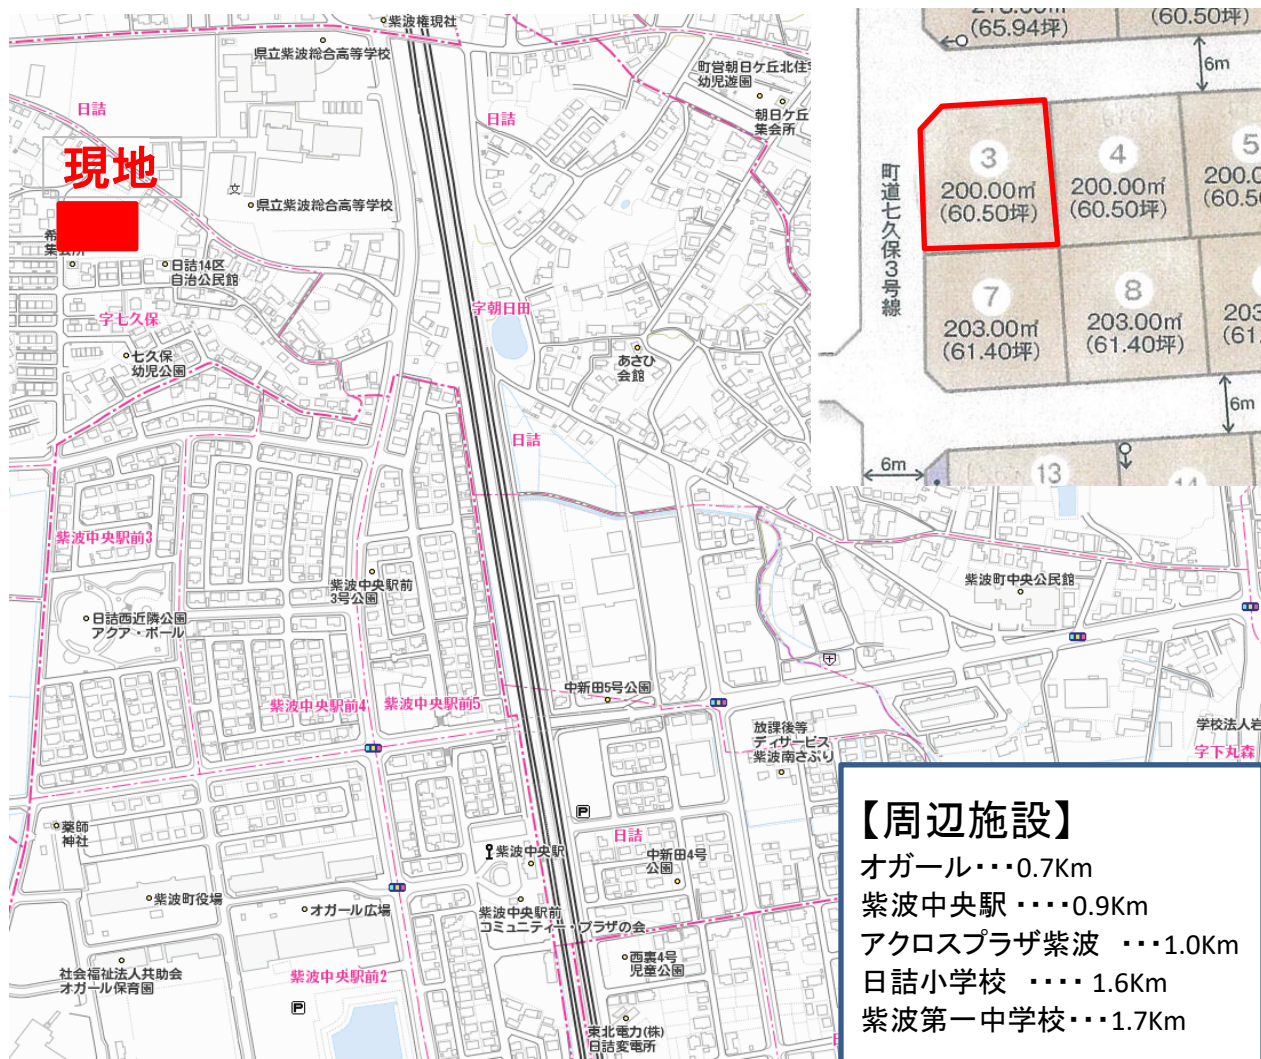 紫波権現社
県立紫波総合高等学校
日詰
現地
県立紫波総合高等学校
集会所
日詰14区
自治公民館
字七久保
七久保
幼児公園
日詰
町営朝日ケ丘北住宅
幼児遊園
朝日ケ丘
集会所
字朝日田
あさひ
会館
日詰
(65.94坪)
(60.50坪)
6m
3
200.00㎡
(60.50坪)
4
200.00㎡
(60.50坪)
5
200.0
(60.5
町道七久保3号線
7
203.00㎡
(61.40坪)
8
203.00㎡
(61.40坪)
203
(61.
6m
6m
13
紫波中央駅前3
日詰西近隣公園
アクア・ポール
紫波中央駅前
3号公園
紫波中央駅前4
紫波中央駅前5
紫波町中央公民館
中新田5号公園
放課後等
デイサービス
紫波南さぷり
学校法人岩
字下丸森
薬師
神社
紫波町役場
オガール広場
紫波中央駅
紫波中央駅前
コミュニティー・プラザの会
P
日詰
中新田4号
公園
西裏4号
児童公園
社会福祉法人共助会
オガール保育園
紫波中央駅前2
P
東北電力(株)
日詰変電所
【周辺施設】
オガール･･･0.7Km
紫波中央駅 ････0.9Km
アクロスプラザ紫波 ･･･1.0Km
日詰小学校 ････ 1.6Km
紫波第一中学校･･･1.7Km